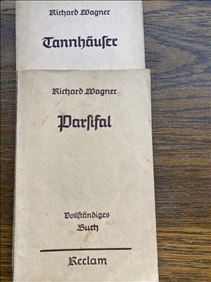 Richard Wagner
Tannhäuser
Richard Wagner
Parsifal
Vollständiges
Buch
Reclam